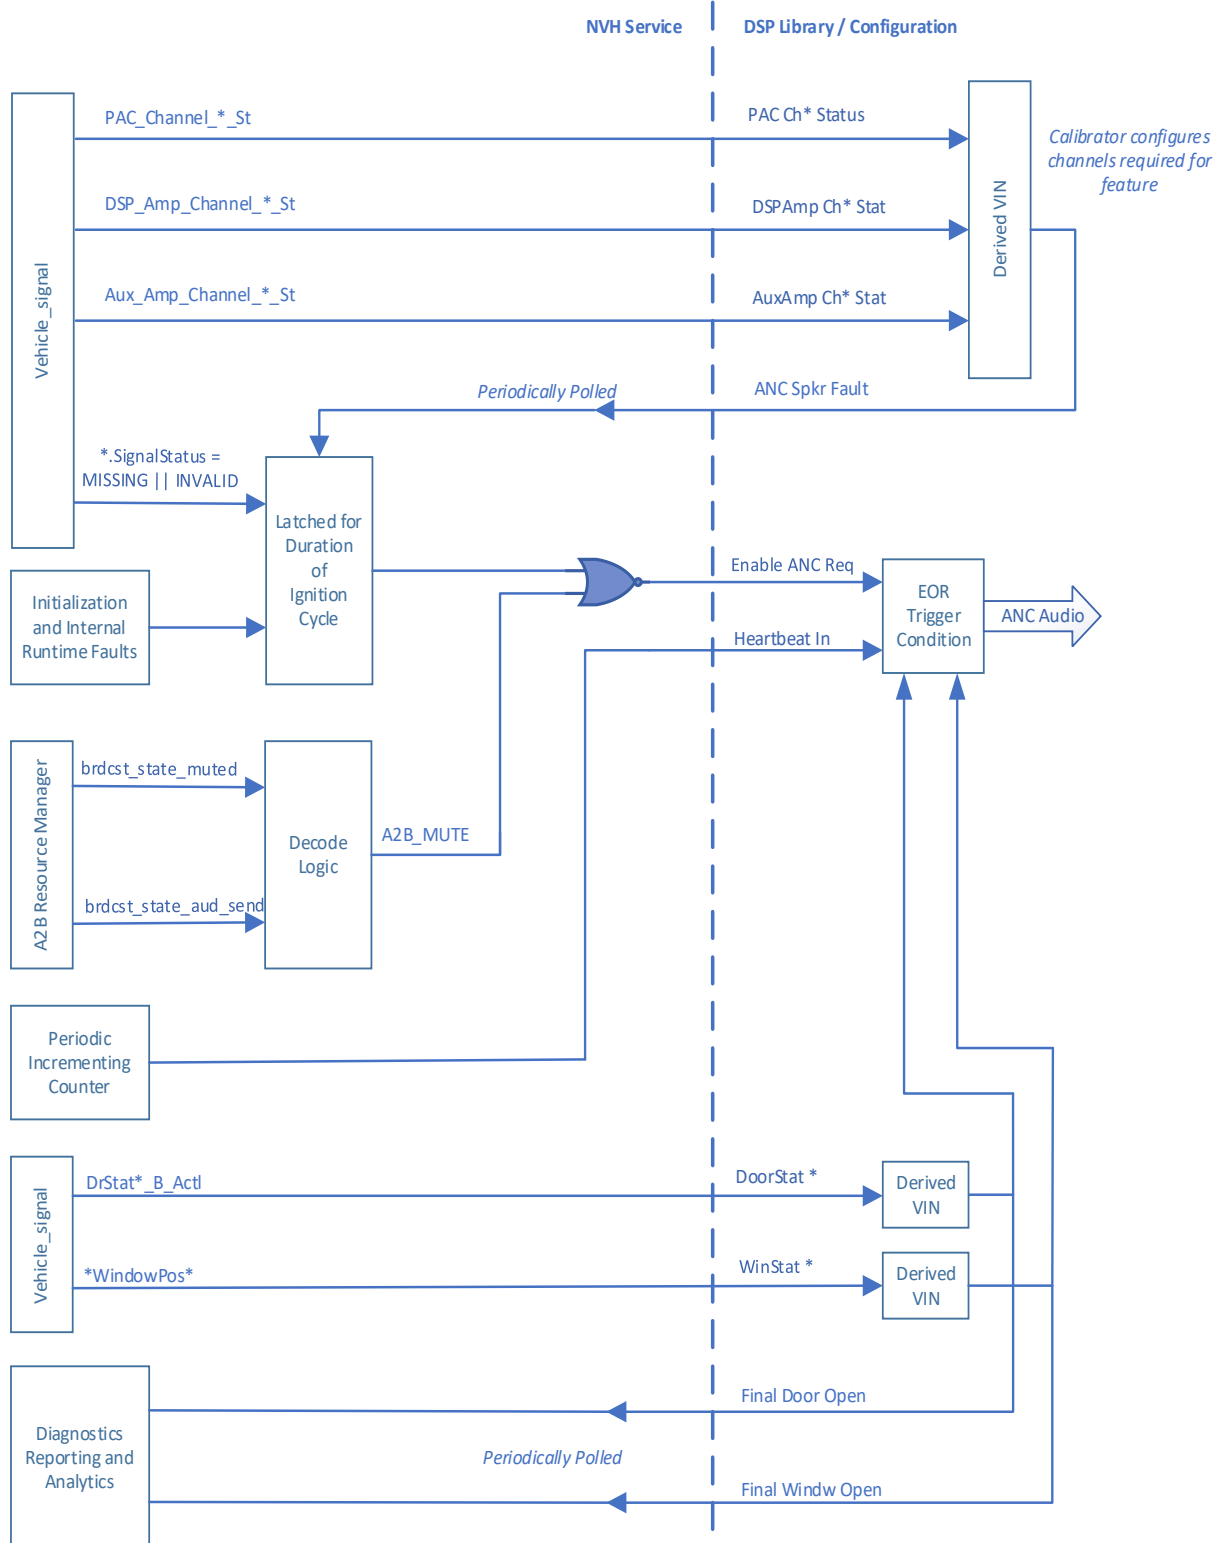 NVH Service
DSP Library / Configuration
PAC_Channel_*_St
PAC Ch* Status
Calibrator configures
channels required for
feature
DSP_Amp_Channel_*_St
DSPAmp Ch* Stat
Derived VIN
Vehicle_signal
Aux_Amp_Channel_*_St
AuxAmp Ch* Stat
Periodically Polled
ANC Spkr Fault
*.SignalStatus =
MISSING || INVALID
Latched for
Duration
of
Ignition
Cycle
Initialization
and Internal
Runtime Faults
Enable ANC Req
Heartbeat In
EOR
Trigger
Condition
ANC Audio
A2B Resource Manager
brdcst_state_muted
brdcst_state_aud_send
Decode
Logic
A2B_MUTE
Periodic
Incrementing
Counter
Vehicle_signal
DrStat*_B_Actl
DoorStat *
Derived
VIN
*WindowPos*
WinStat *
Derived
VIN
Diagnostics
Reporting and
Analytics
Final Door Open
Periodically Polled
Final Windw Open